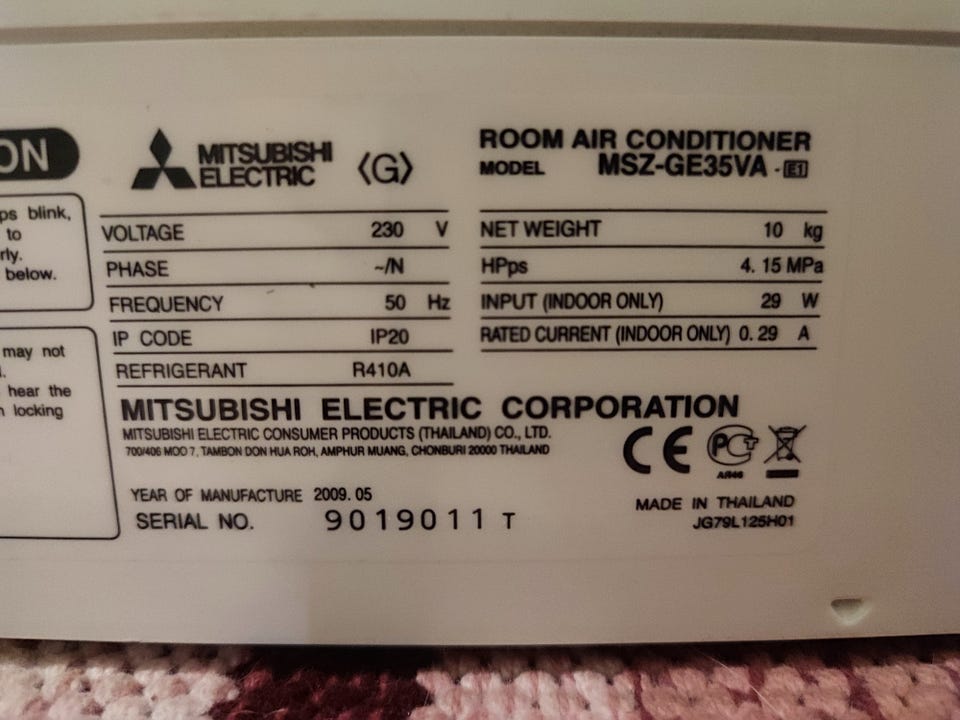 ON
ps blink,
to
rly.
below.
may not
hear the
locking
MITSUBISHI
ELECTRIC
⟨G⟩
VOLTAGE 230 V
PHASE ~/N
FREQUENCY 50 Hz
IP CODE IP20
REFRIGERANT R410A
ROOM AIR CONDITIONER
MODEL MSZ-GE35VA - E1
NET WEIGHT 10 kg
HPps 4.15 MPa
INPUT (INDOOR ONLY) 29 W
RATED CURRENT (INDOOR ONLY) 0.29 A
MITSUBISHI ELECTRIC CORPORATION
MITSUBISHI ELECTRIC CONSUMER PRODUCTS (THAILAND) CO., LTD.
700/406 MOO 7, TAMBON DON HUA ROH, AMPHUR MUANG, CHONBURI 20000 THAILAND
CE PCT
YEAR OF MANUFACTURE 2009.05
SERIAL NO. 9019011 T
MADE IN THAILAND
JG79L125H01